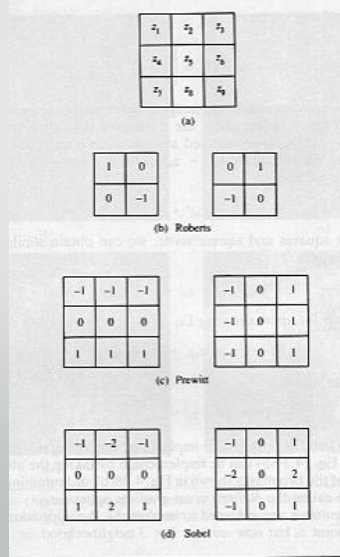 z₁ z₂ z₃
z₄ z₅ z₆
z₇ z₈ z₉
(a)
1 0 0 1
0 -1 -1 0
(b) Roberts
-1 -1 -1 -1 0 1
0 0 0 -1 0 1
1 1 1 -1 0 1
(c) Prewitt
-1 -2 -1 -1 0 1
0 0 0 -2 0 2
1 2 1 -1 0 1
(d) Sobel